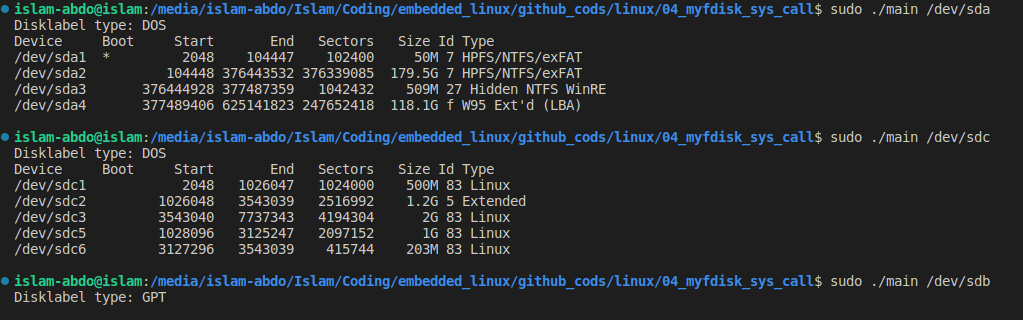 islam-abdo@islam:/media/islam-abdo/Islam/Coding/embedded_linux/github_cods/linux/04_myfdisk_sys_call$ sudo ./main /dev/sda
Disklabel type: DOS
Device     Boot     Start       End   Sectors   Size Id Type
/dev/sda1  *         2048    104447    102400    50M 7 HPFS/NTFS/exFAT
/dev/sda2          104448 376443532 376339085 179.5G 7 HPFS/NTFS/exFAT
/dev/sda3       376444928 377487359   1042432   509M 27 Hidden NTFS WinRE
/dev/sda4       377489406 625141823 247652418 118.1G f W95 Ext'd (LBA)
islam-abdo@islam:/media/islam-abdo/Islam/Coding/embedded_linux/github_cods/linux/04_myfdisk_sys_call$ sudo ./main /dev/sdc
Disklabel type: DOS
Device     Boot     Start       End   Sectors   Size Id Type
/dev/sdc1            2048   1026047   1024000   500M 83 Linux
/dev/sdc2         1026048   3543039   2516992   1.2G 5 Extended
/dev/sdc3         3543040   7737343   4194304     2G 83 Linux
/dev/sdc5         1028096   3125247   2097152     1G 83 Linux
/dev/sdc6         3127296   3543039    415744   203M 83 Linux
islam-abdo@islam:/media/islam-abdo/Islam/Coding/embedded_linux/github_cods/linux/04_myfdisk_sys_call$ sudo ./main /dev/sdb
Disklabel type: GPT